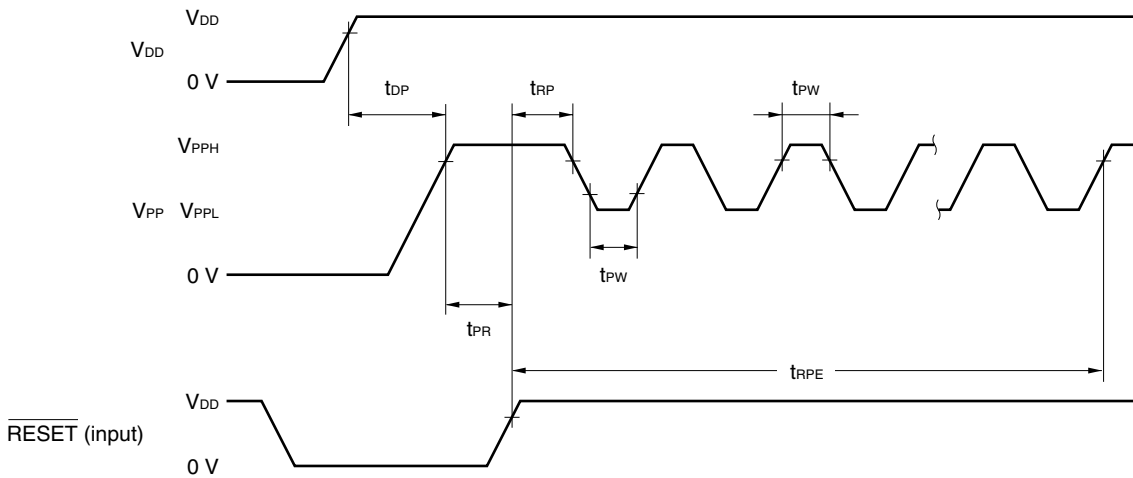 VDD
VDD
0 V
tDP
tRP
tPW
VPPH
VPP VPPL
0 V
tPW
tPR
tRPE
VDD
RESET (input)
0 V